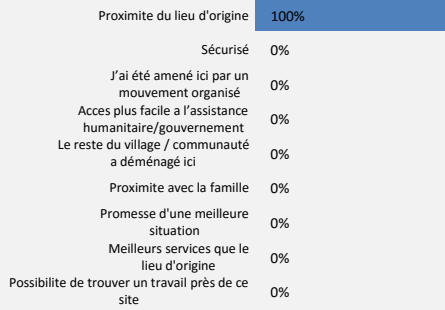 Proximite du lieu d'origine 100%
Sécurisé 0%
J'ai été amené ici par un
mouvement organisé 0%
Acces plus facile a l'assistance
humanitaire/gouvernement 0%
Le reste du village / communauté
a déménagé ici 0%
Proximite avec la famille 0%
Promesse d'une meilleure
situation 0%
Meilleurs services que le
lieu d'origine 0%
Possibilite de trouver un travail près de ce
site 0%